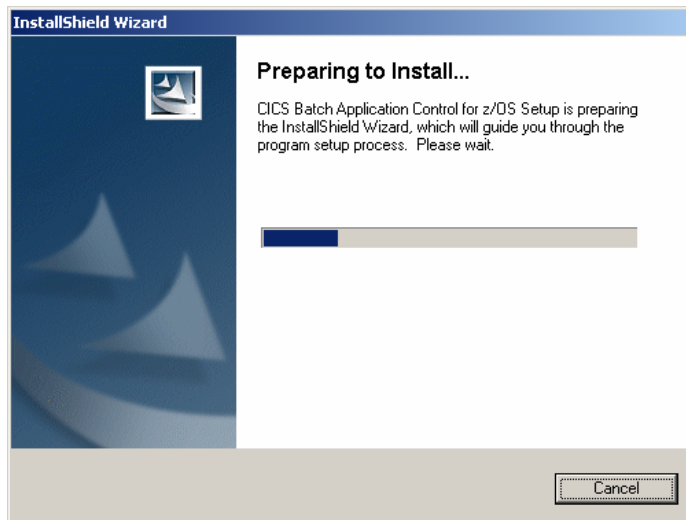 InstallShield Wizard
Preparing to Install...
CICS Batch Application Control for z/OS Setup is preparing
the InstallShield Wizard, which will guide you through the
program setup process.  Please wait.
Cancel